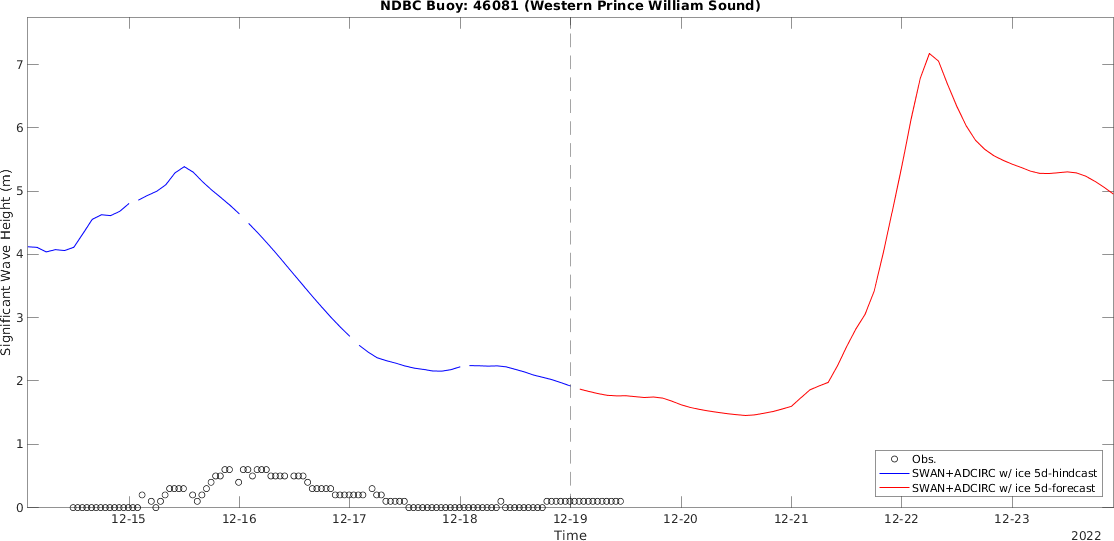 NDBC Buoy: 46081 (Western Prince William Sound)
Significant Wave Height (m)
7
6
5
4
3
2
1
0
Obs.
SWAN+ADCIRC w/ ice 5d-hindcast
SWAN+ADCIRC w/ ice 5d-forecast
12-15 12-16 12-17 12-18 12-19 12-20 12-21 12-22 12-23
Time
2022